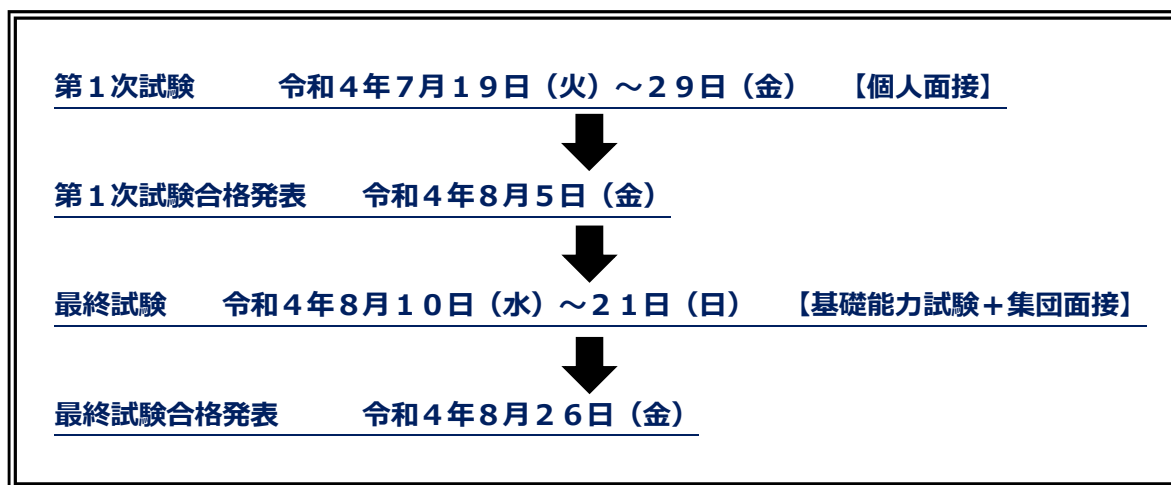 第１次試験　　　令和４年７月１９日（火）～２９日（金）　　【個人面接】
第１次試験合格発表　　令和４年８月５日（金）
最終試験　　令和４年８月１０日（水）～２１日（日）　　【基礎能力試験＋集団面接】
最終試験合格発表　　　令和４年８月２６日（金）